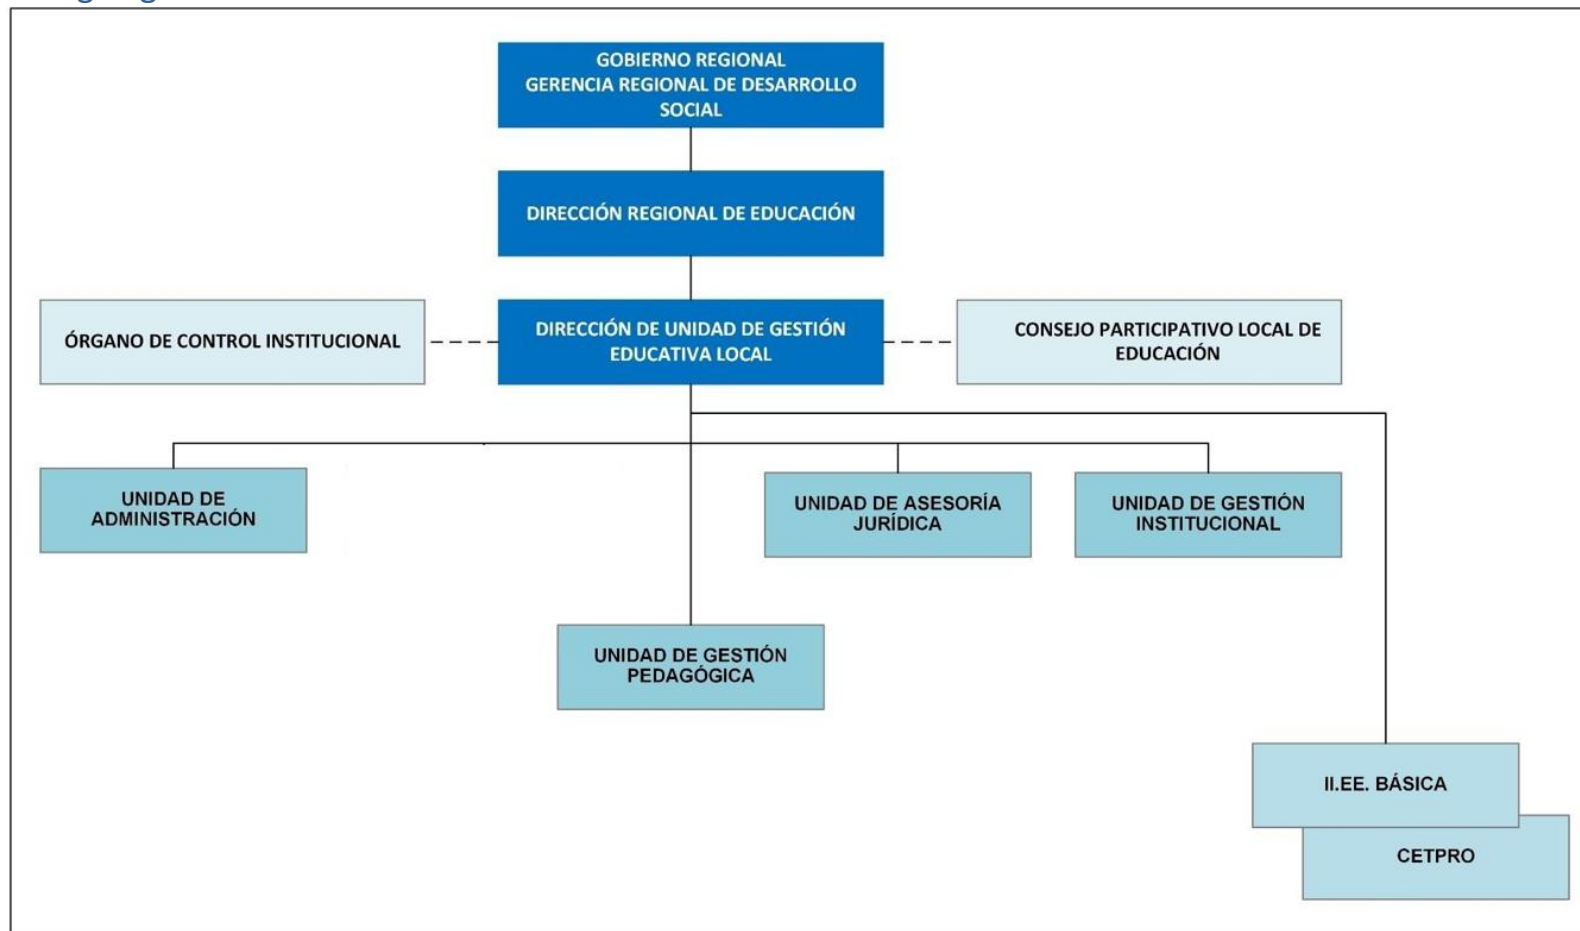 GOBIERNO REGIONAL
GERENCIA REGIONAL DE DESARROLLO
SOCIAL
DIRECCIÓN REGIONAL DE EDUCACIÓN
ÓRGANO DE CONTROL INSTITUCIONAL
DIRECCIÓN DE UNIDAD DE GESTIÓN
EDUCATIVA LOCAL
CONSEJO PARTICIPATIVO LOCAL DE
EDUCACIÓN
UNIDAD DE
ADMINISTRACIÓN
UNIDAD DE ASESORÍA
JURÍDICA
UNIDAD DE GESTIÓN
INSTITUCIONAL
UNIDAD DE GESTIÓN
PEDAGÓGICA
II.EE. BÁSICA
CETPRO